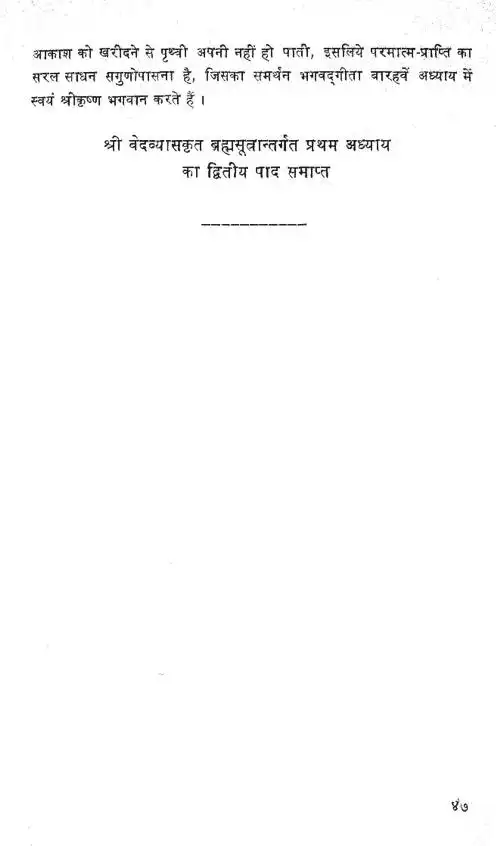 आकाश को खरीदने से पृथ्वी अपनी नहीं हो पाती, इसलिये परमात्म-प्राप्ति का
सरल साधन सगुणोपासना है, जिसका समर्थन भगवद्गीता बारहवें अध्याय में
स्वयं श्रीकृष्ण भगवान करते हैं ।
श्री वेदव्यासकृत ब्रह्मसूत्रान्तर्गत प्रथम अध्याय
का द्वितीय पाद समाप्त
४७